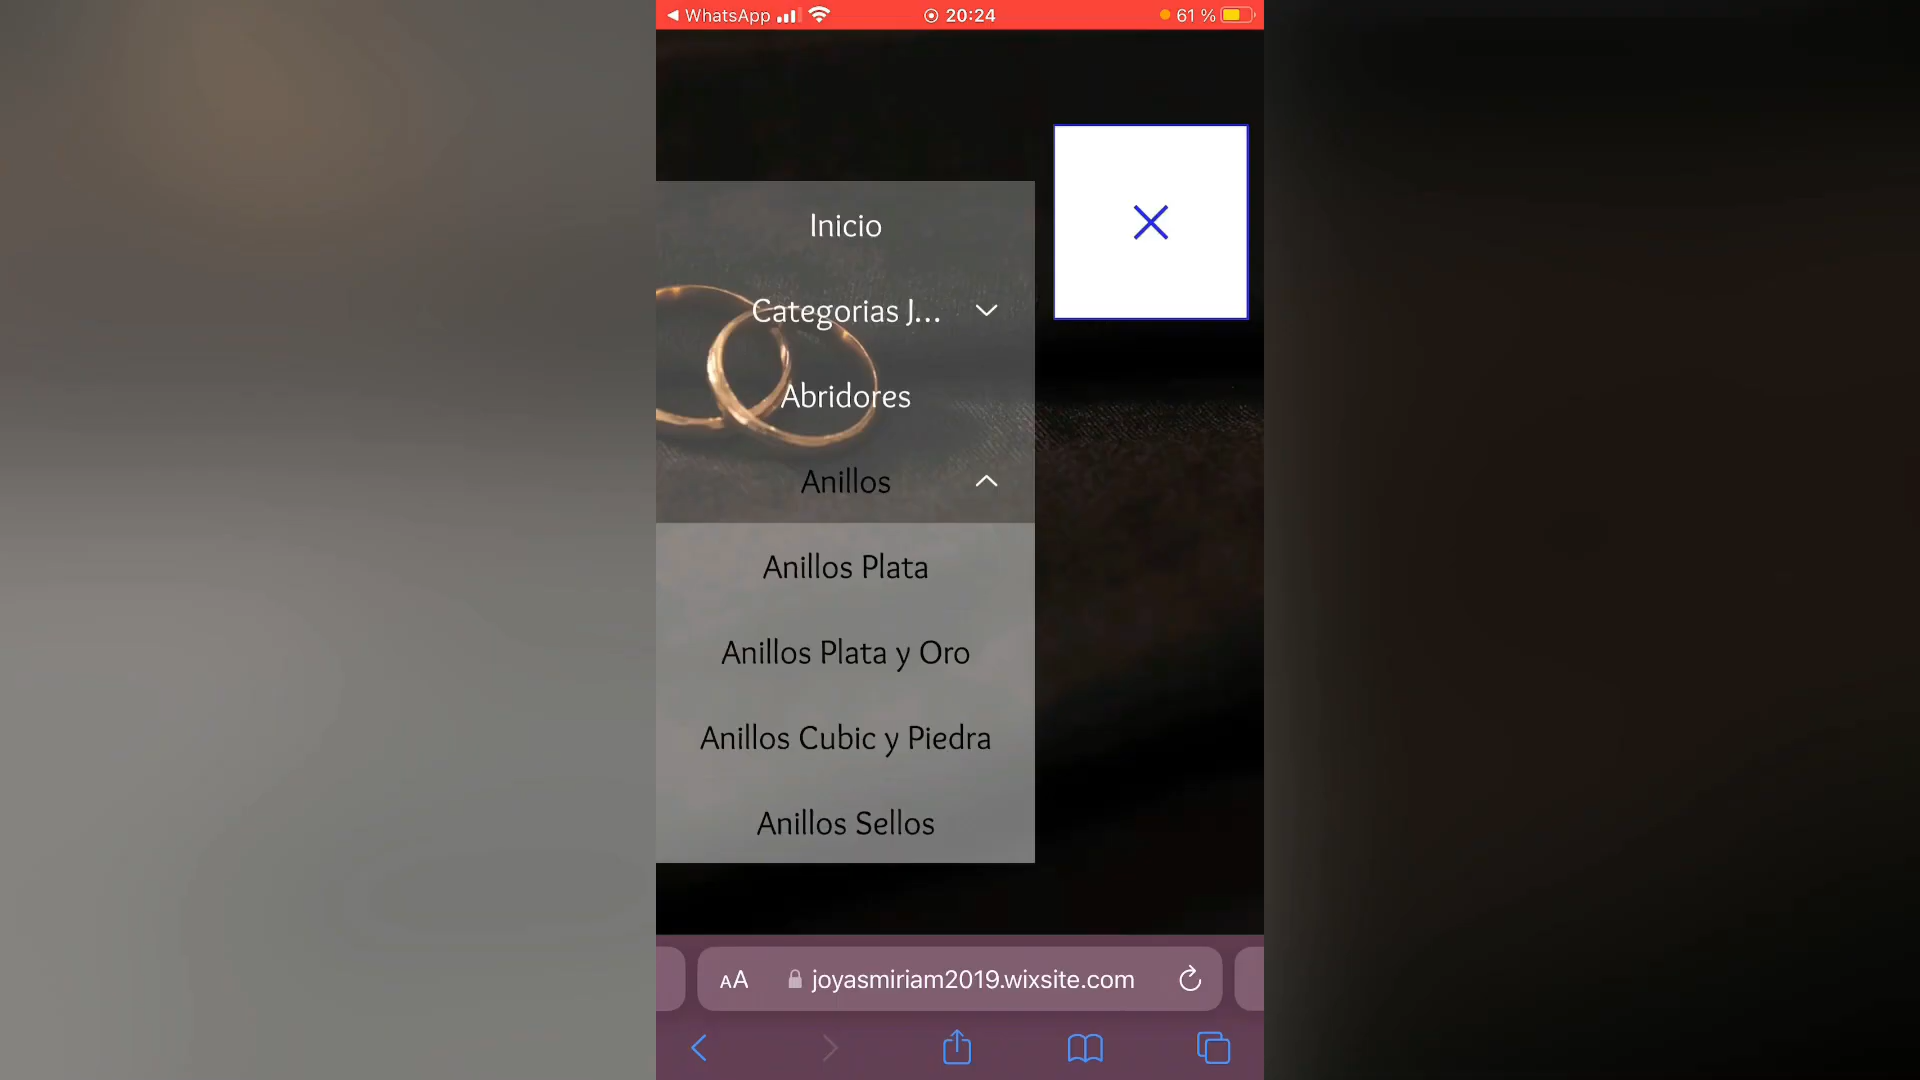 WhatsApp 20:24 61 %
Inicio
Categorias J...
Abridores
Anillos
Anillos Plata
Anillos Plata y Oro
Anillos Cubic y Piedra
Anillos Sellos
AA joyasmiriam2019.wixsite.com